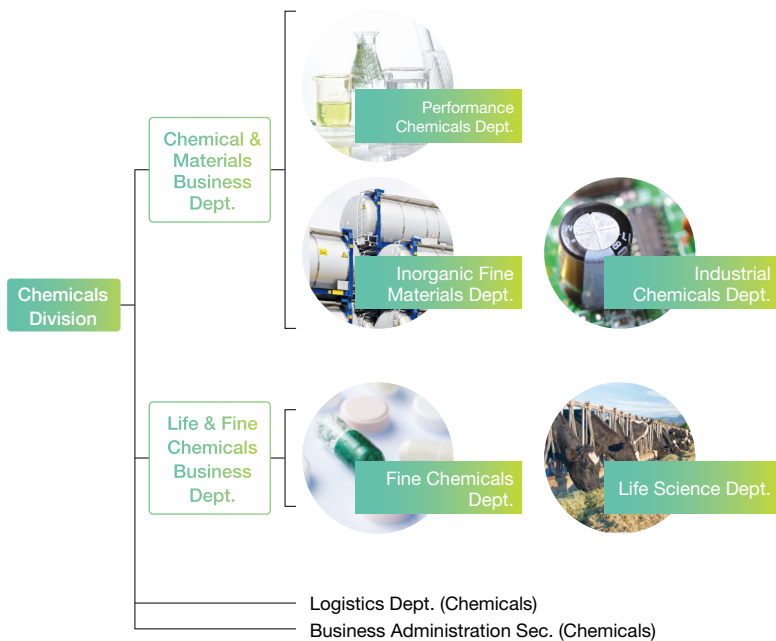 Chemicals
Division
Chemical &
Materials
Business
Dept.
Performance
Chemicals Dept.
Inorganic Fine
Materials Dept.
Industrial
Chemicals Dept.
Life & Fine
Chemicals
Business
Dept.
Fine Chemicals
Dept.
Life Science Dept.
Logistics Dept. (Chemicals)
Business Administration Sec. (Chemicals)